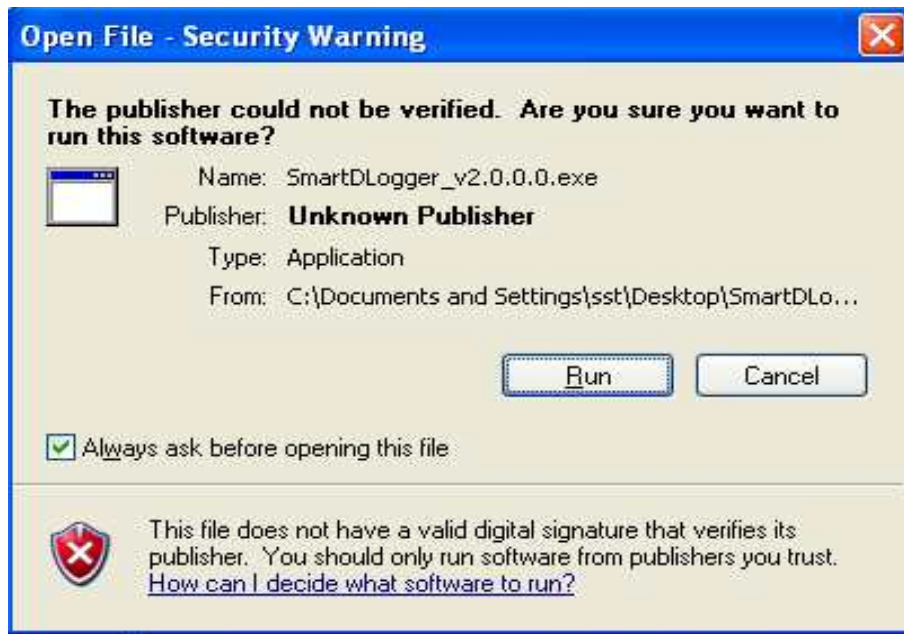 Open File - Security Warning
The publisher could not be verified. Are you sure you want to
run this software?
Name: SmartDLogger_v2.0.0.0.exe
Publisher: Unknown Publisher
Type: Application
From: C:\Documents and Settings\sst\Desktop\SmartDLo...
Run Cancel
Always ask before opening this file
This file does not have a valid digital signature that verifies its
publisher. You should only run software from publishers you trust.
How can I decide what software to run?